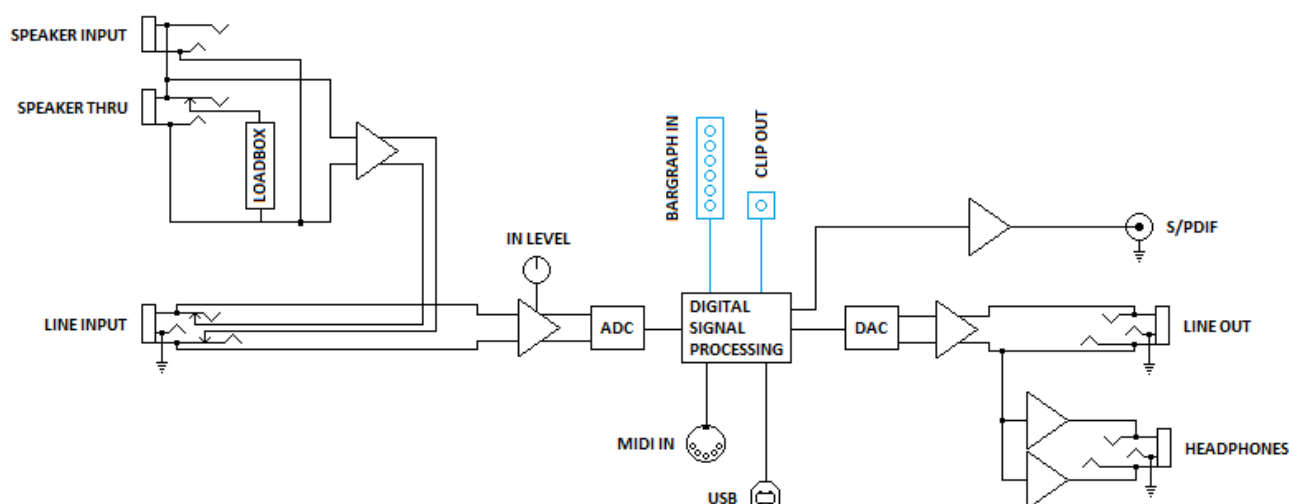 SPEAKER INPUT
SPEAKER THRU
LOADBOX
BARGRAPH IN
CLIP OUT
S/PDIF
IN LEVEL
LINE INPUT
ADC
DIGITAL
SIGNAL
PROCESSING
DAC
LINE OUT
MIDI IN
HEADPHONES
USB